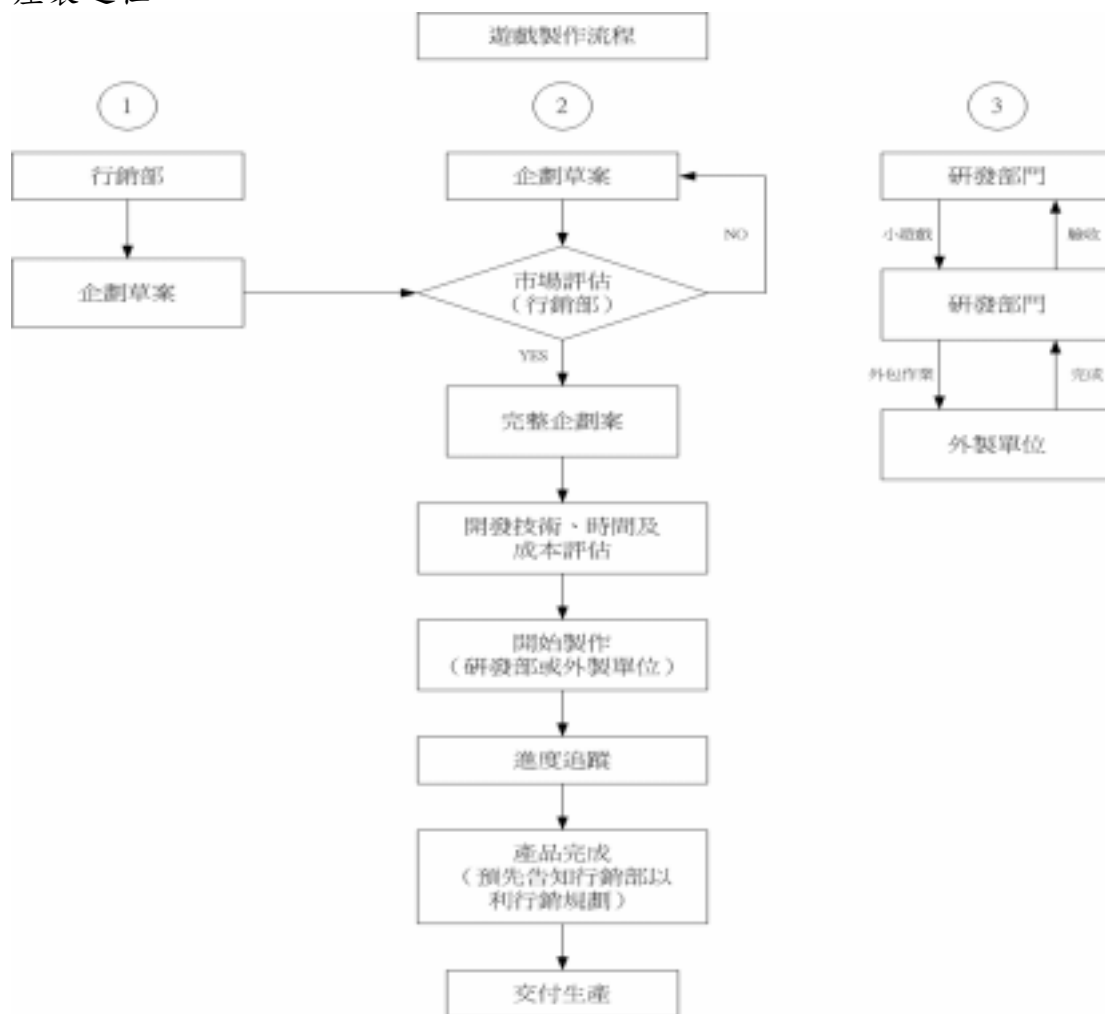 產製過程
遊戲製作流程
1
行銷部
企劃草案
2
企劃草案
NO
市場評估
（行銷部）
YES
完整企劃案
開發技術、時間及
成本評估
開始製作
（研發部或外製單位）
進度追蹤
產品完成
（預先告知行銷部以
利行銷規劃）
交付生產
3
研發部門
小遊戲
驗收
研發部門
外包作業
完成
外製單位